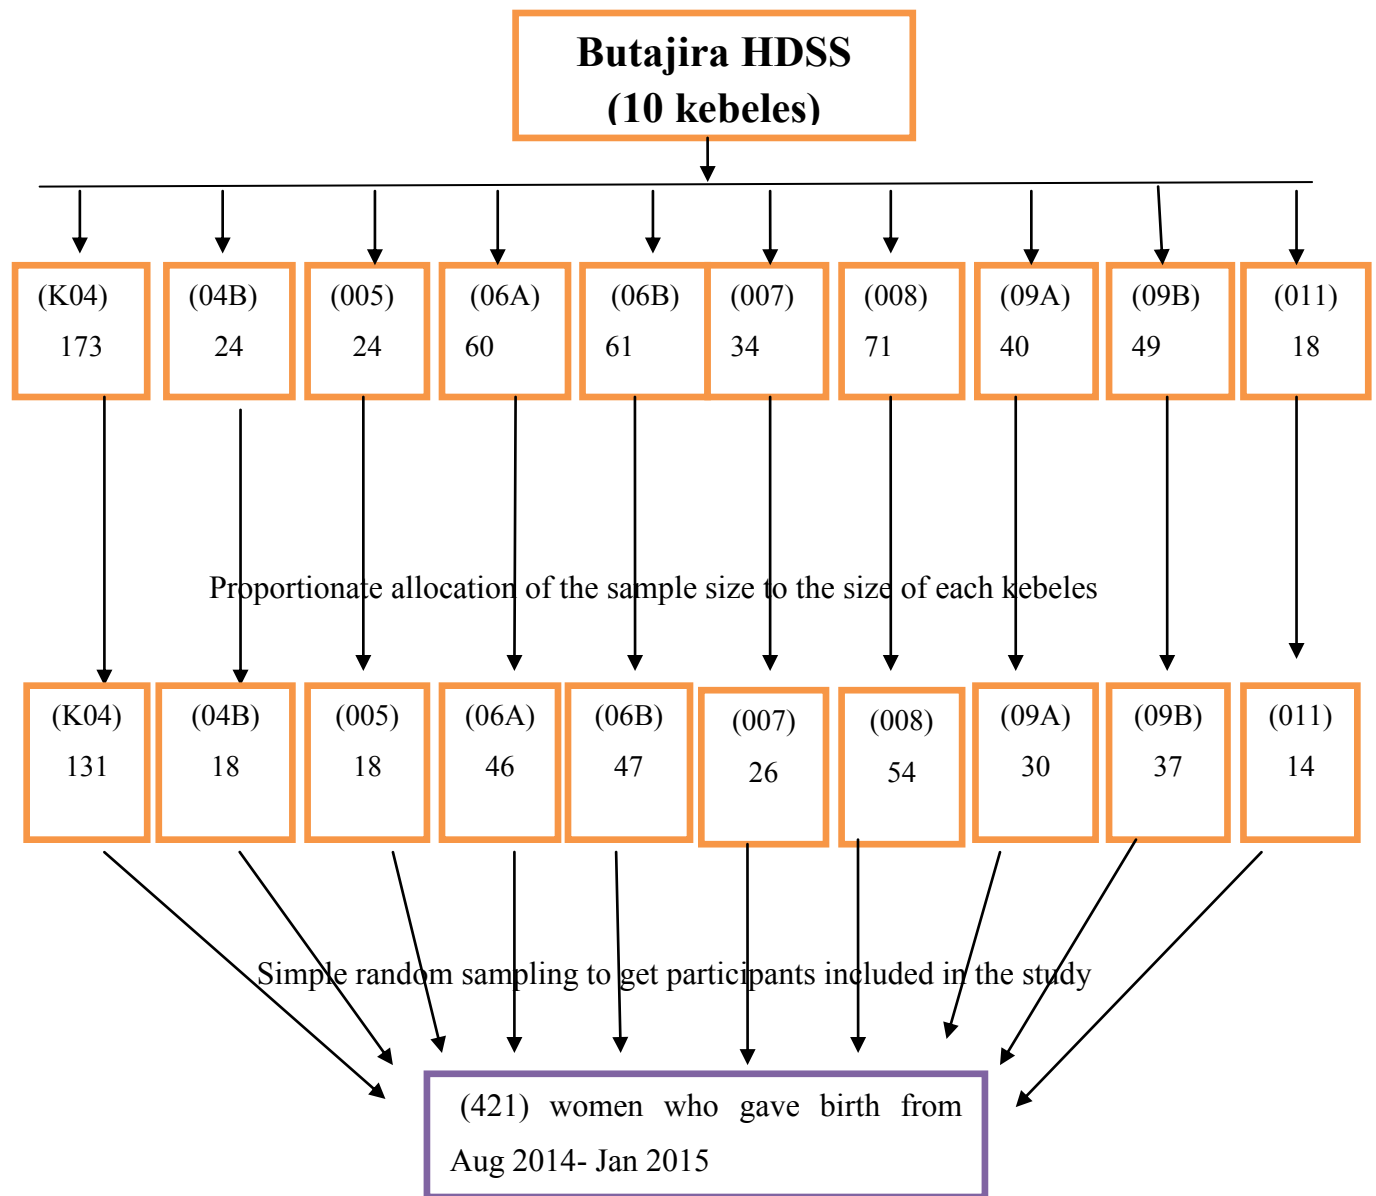 Butajira HDSS
(10 kebeles)
(K04) (04B) (005) (06A) (06B) (007) (008) (09A) (09B) (011)
173 24 24 60 61 34 71 40 49 18
Proportionate allocation of the sample size to the size of each kebeles
(K04) (04B) (005) (06A) (06B) (007) (008) (09A) (09B) (011)
131 18 18 46 47 26 54 30 37 14
Simple random sampling to get participants included in the study
(421) women who gave birth from
Aug 2014- Jan 2015